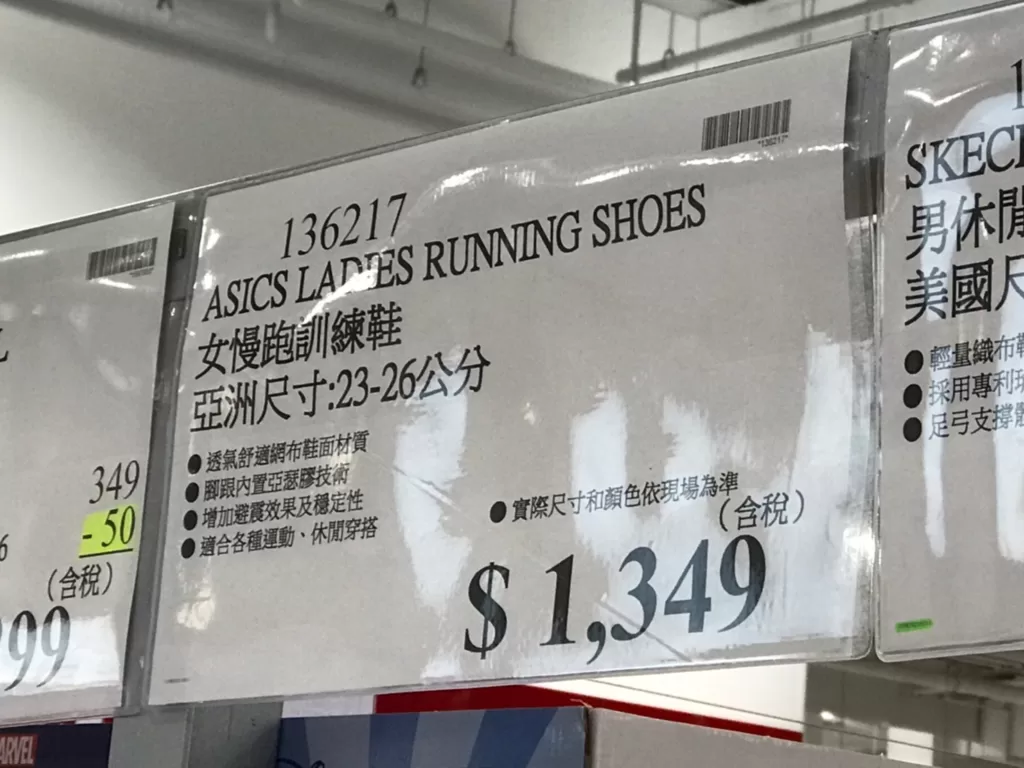 136217
136217
ASICS LADIES RUNNING SHOES
女慢跑訓練鞋
亞洲尺寸:23-26公分
●透氣舒適網布鞋面材質
●腳跟內置亞瑟膠技術
●增加避震效果及穩定性
●適合各種運動、休閒穿搭
●實際尺寸和顏色依現場為準
(含稅)
$ 1,349
349
-50
6
(含稅)
99
SKEC
男休閒
美國尺
●輕量織布鞋
●採用專利
●足弓支撐
ARVEL